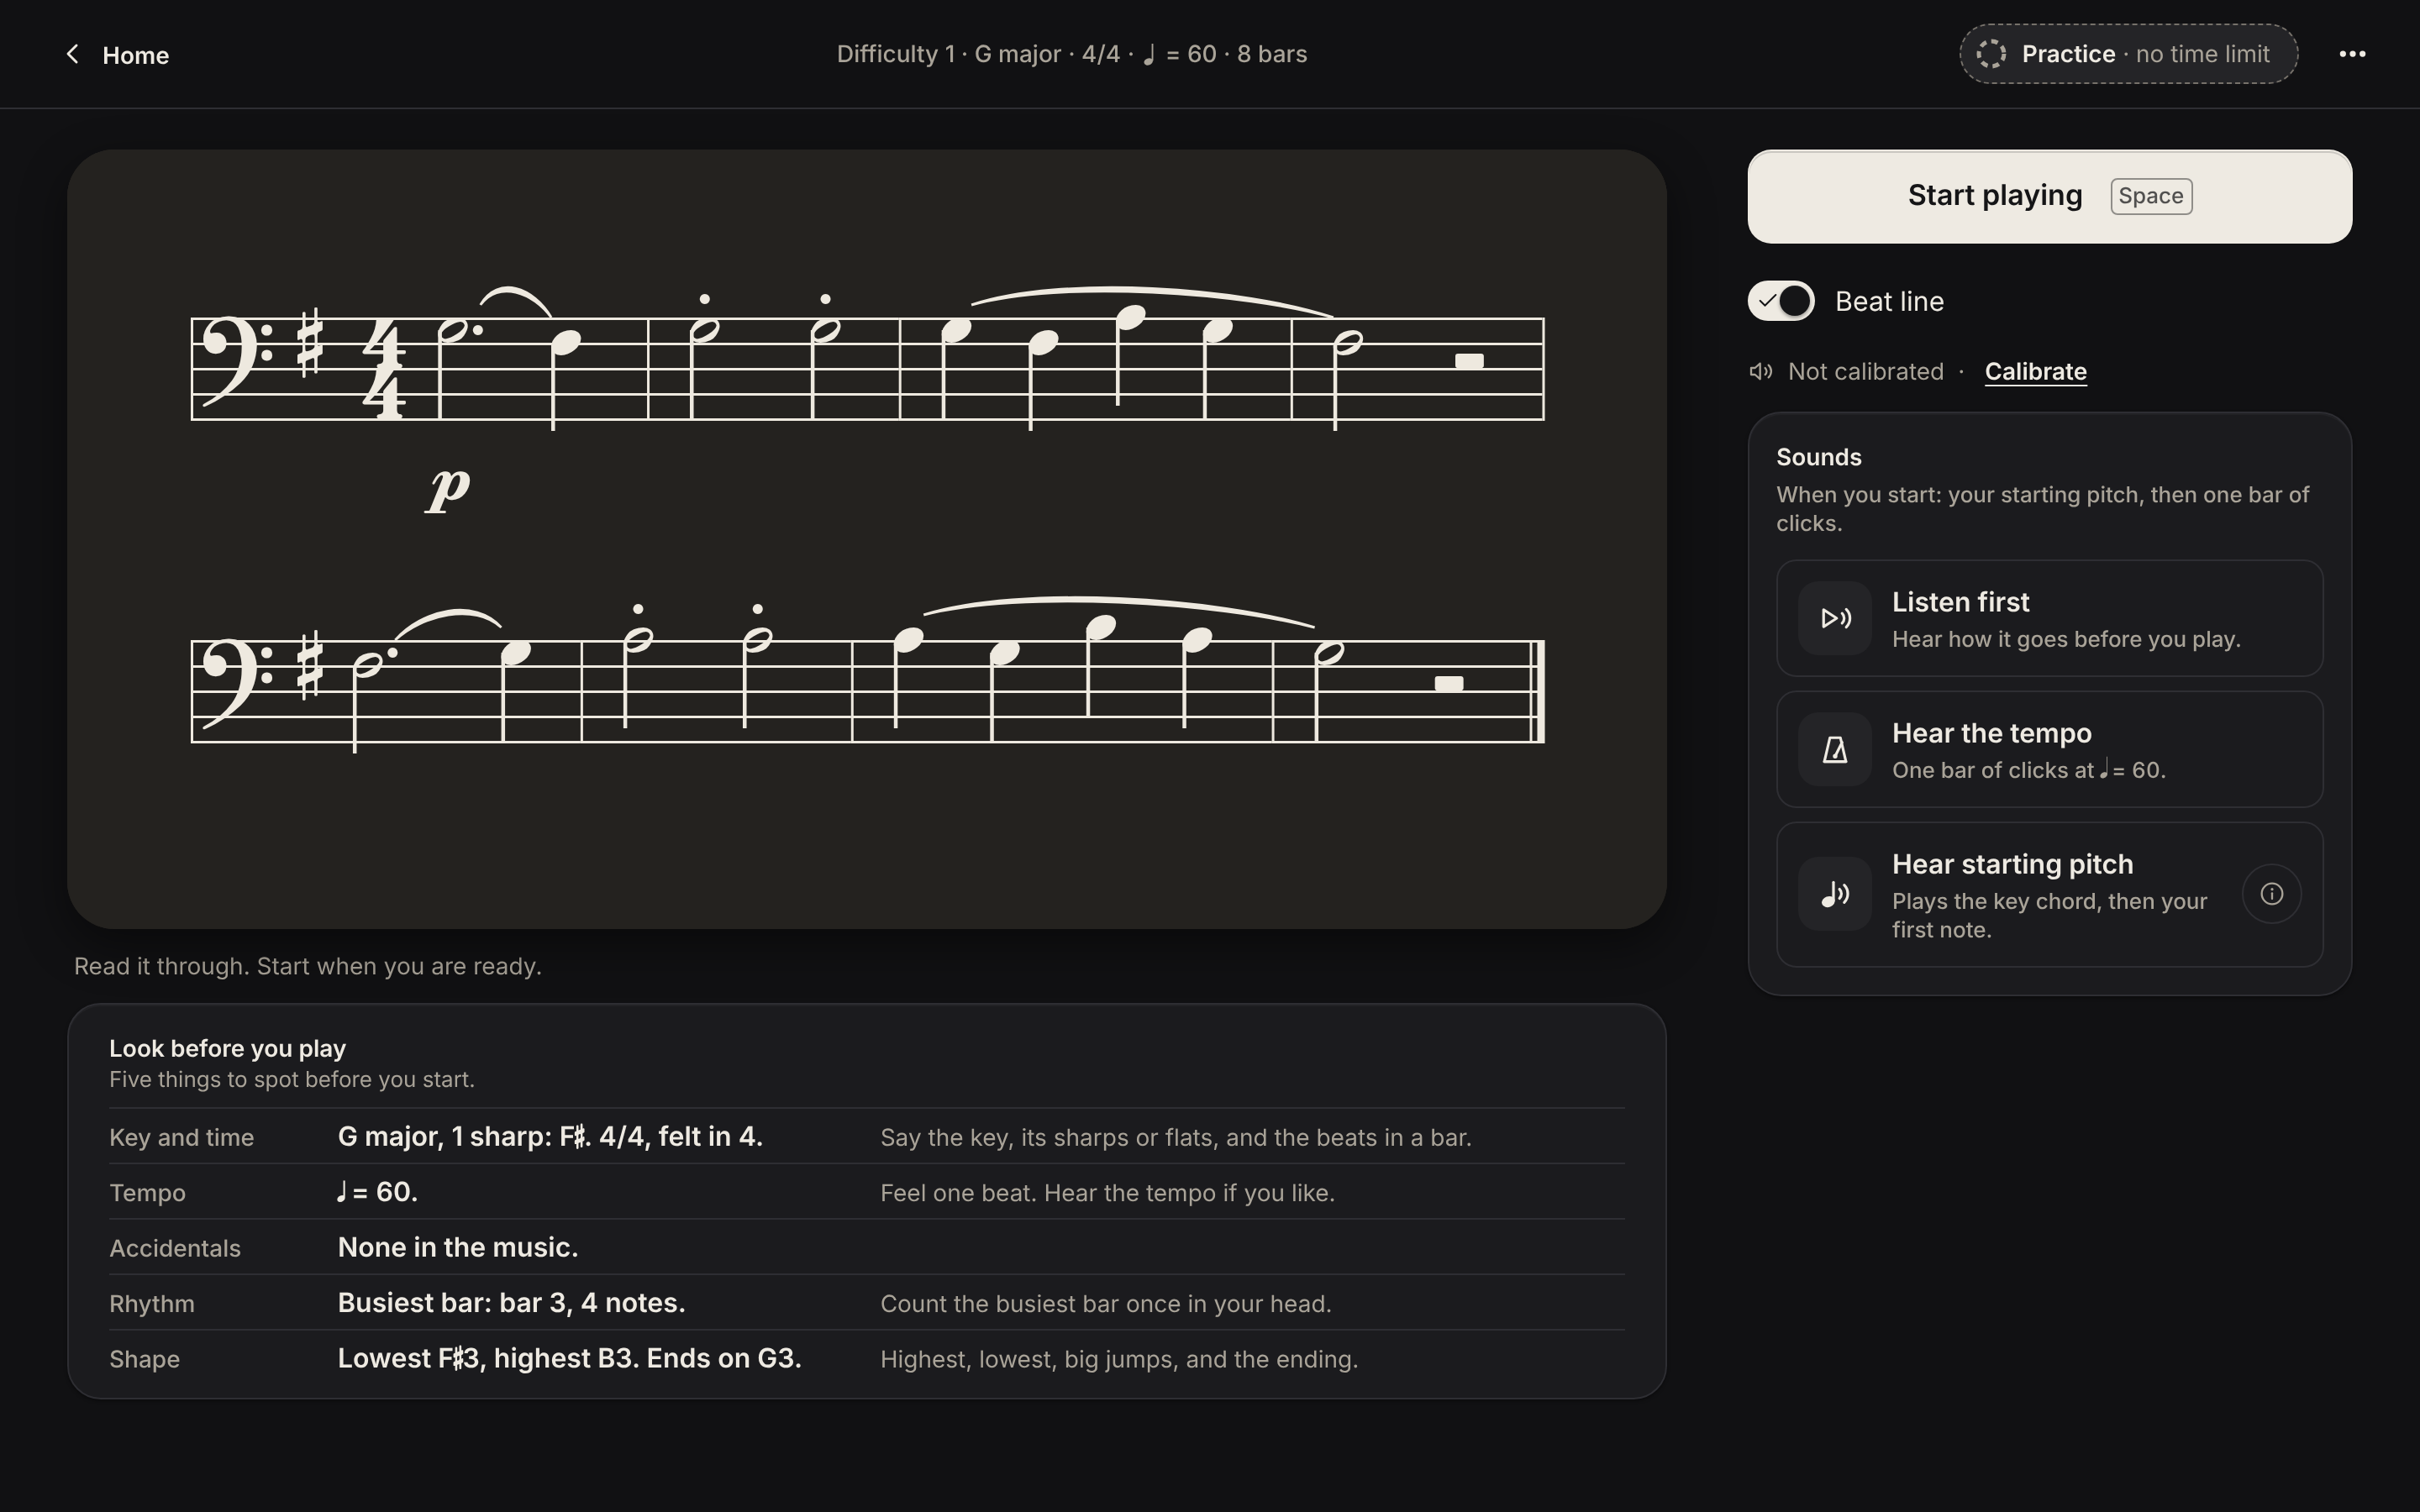 Home
Difficulty 1 · G major · 4/4 · ♩ = 60 · 8 bars
Practice · no time limit
Start playing Space
Beat line
Not calibrated · Calibrate
4
4
p
Sounds
When you start: your starting pitch, then one bar of
clicks.
Listen first
Hear how it goes before you play.
Hear the tempo
One bar of clicks at ♩ = 60.
Hear starting pitch
Plays the key chord, then your
first note.
Read it through. Start when you are ready.
Look before you play
Five things to spot before you start.
Key and time G major, 1 sharp: F♯. 4/4, felt in 4. Say the key, its sharps or flats, and the beats in a bar.
Tempo ♩ = 60. Feel one beat. Hear the tempo if you like.
Accidentals None in the music.
Rhythm Busiest bar: bar 3, 4 notes. Count the busiest bar once in your head.
Shape Lowest F♯3, highest B3. Ends on G3. Highest, lowest, big jumps, and the ending.